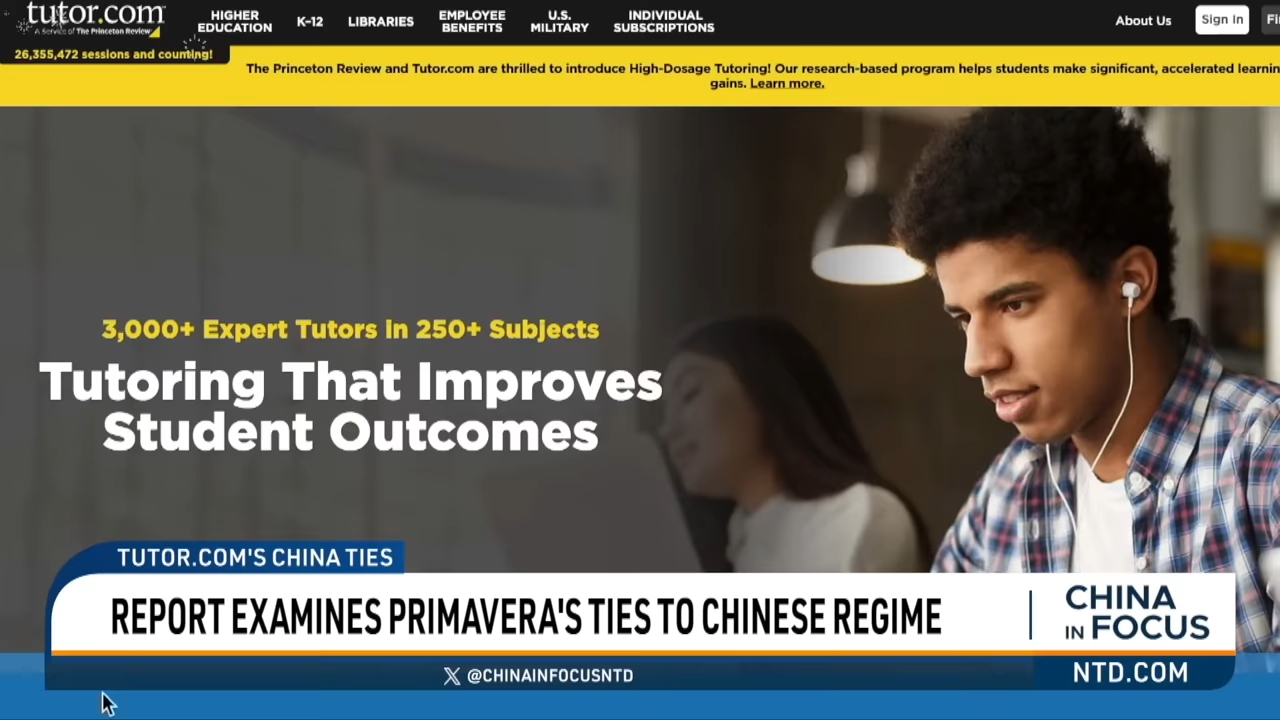 tutor.com
A Service of The Princeton Review
HIGHER
EDUCATION
K-12
LIBRARIES
EMPLOYEE
BENEFITS
U.S.
MILITARY
INDIVIDUAL
SUBSCRIPTIONS
About Us
Sign In
26,355,472 sessions and counting!
The Princeton Review and Tutor.com are thrilled to introduce High-Dosage Tutoring! Our research-based program helps students make significant, accelerated
gains. Learn more.
3,000+ Expert Tutors in 250+ Subjects
Tutoring That Improves
Student Outcomes
TUTOR.COM'S CHINA TIES
REPORT EXAMINES PRIMAVERA'S TIES TO CHINESE REGIME
CHINA
IN FOCUS
X @CHINAINFOCUSNTD
NTD.COM